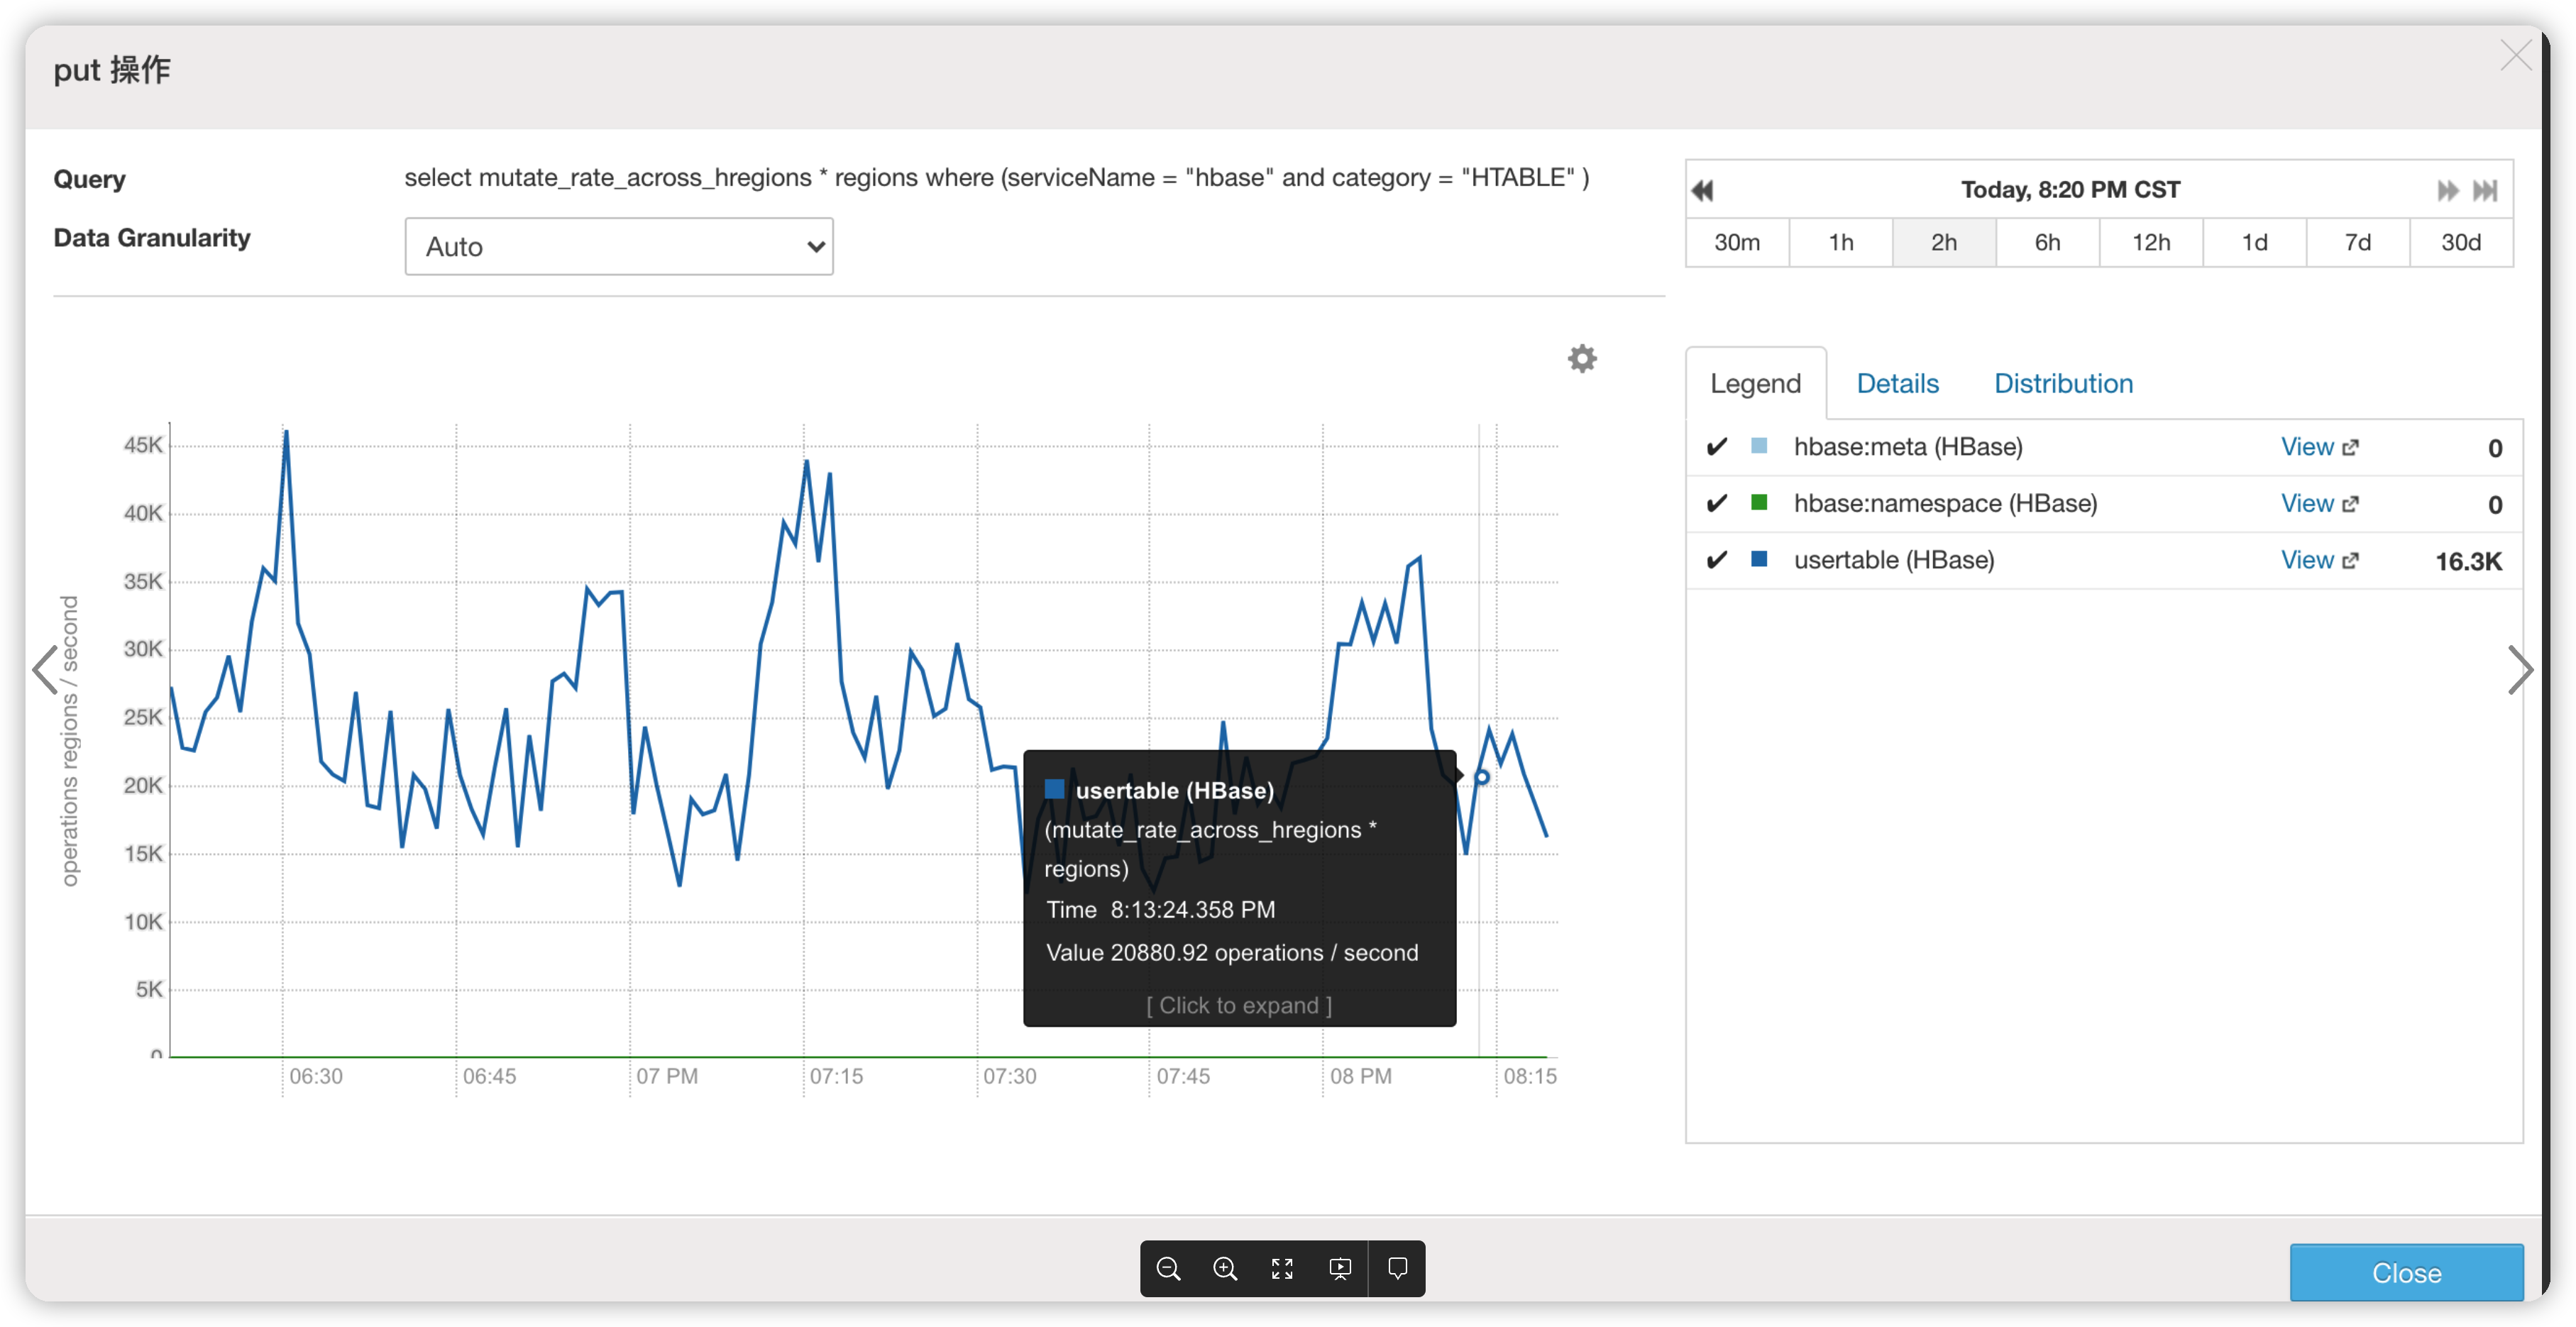 put 操作
Query
select mutate_rate_across_hregions * regions where (serviceName = "hbase" and category = "HTABLE" )
Data Granularity
Auto
Today, 8:20 PM CST
30m 1h 2h 6h 12h 1d 7d 30d
operations regions / second
45K
40K
35K
30K
25K
20K
15K
10K
5K
0
06:30 06:45 07 PM 07:15 07:30 07:45 08 PM 08:15
usertable (HBase)
(mutate_rate_across_hregions *
regions)
Time 8:13:24.358 PM
Value 20880.92 operations / second
[ Click to expand ]
Legend Details Distribution
hbase:meta (HBase) View 0
hbase:namespace (HBase) View 0
usertable (HBase) View 16.3K
Close